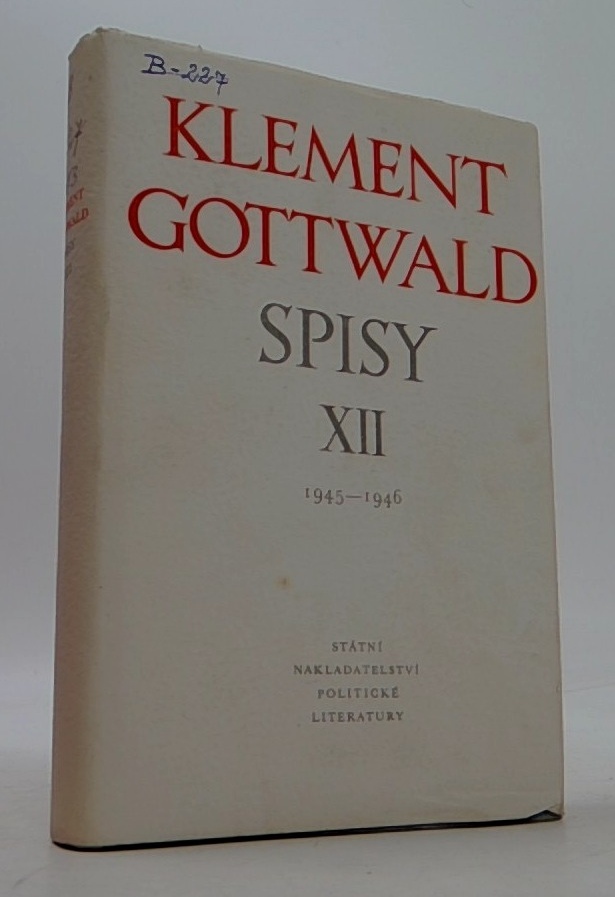 B-227
KLEMENT
GOTTWALD
SPISY
XII
1945—1946
STÁTNÍ
NAKLADATELSTVÍ
POLITICKÉ
LITERATURY